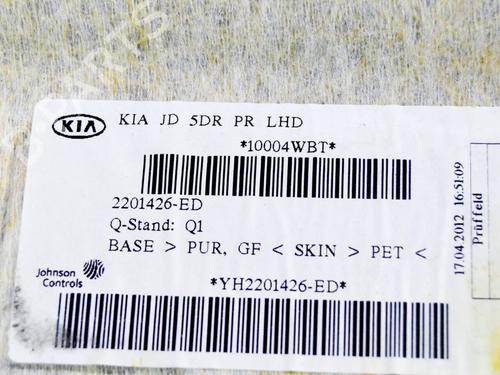 KIA
KIA JD 5DR PR LHD
*10004WBT*
2201426-ED
Q-Stand: Q1
BASE > PUR, GF < SKIN > PET <
Johnson
Controls
*YH2201426-ED*
17.04.2012 16:51:09
Prüffeld